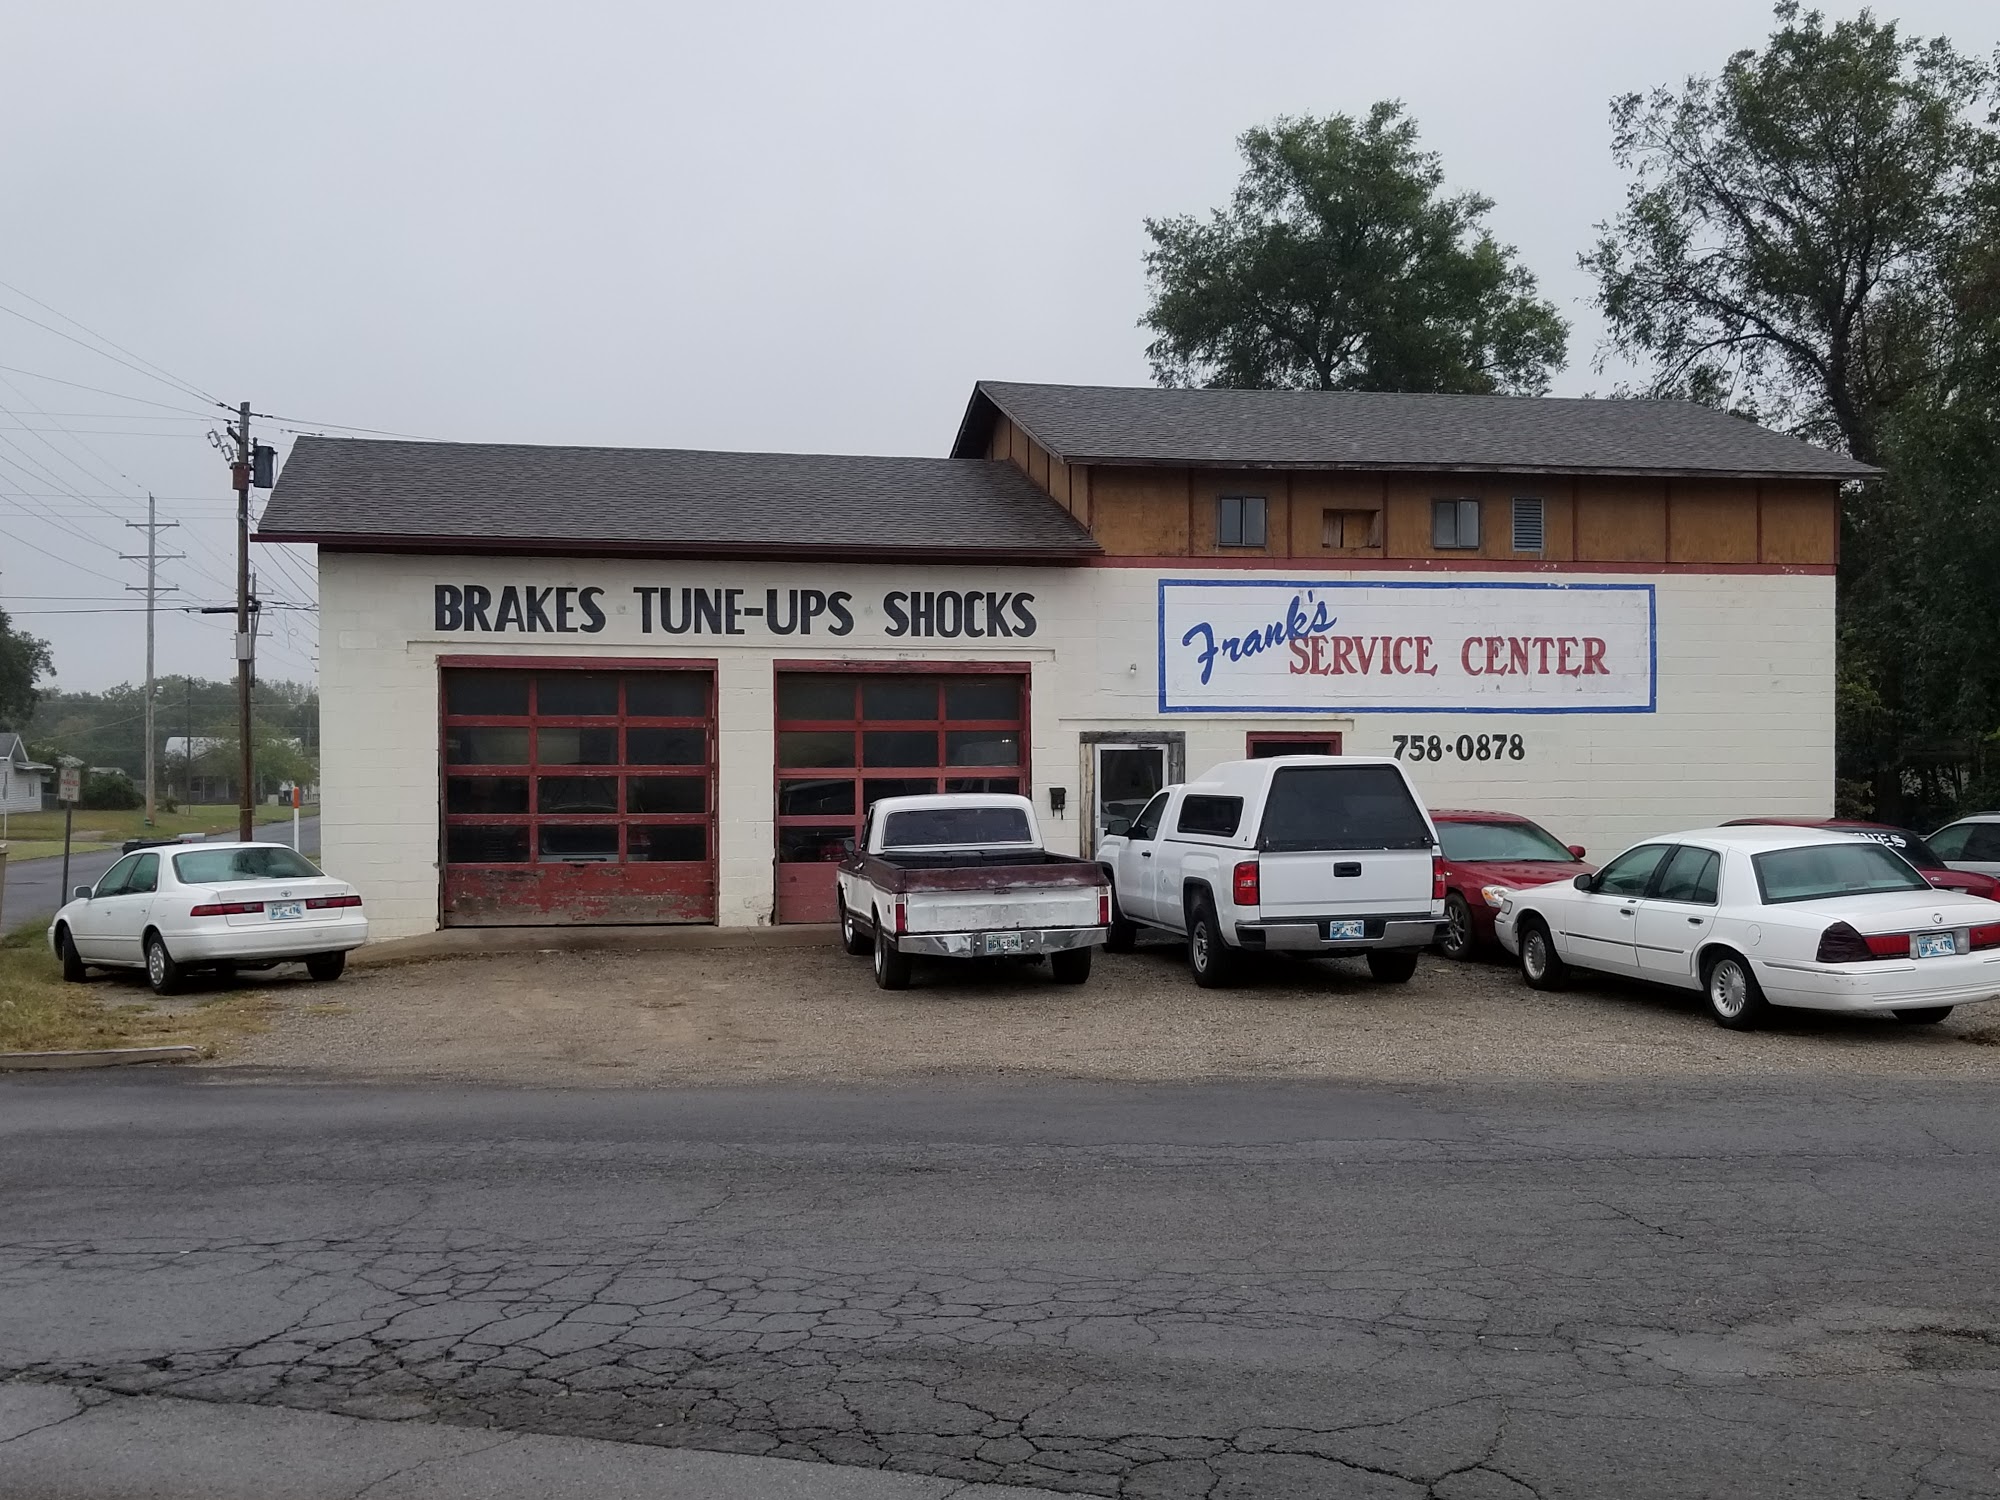 BRAKES TUNE-UPS SHOCKS
Frank's
SERVICE CENTER
758·0878